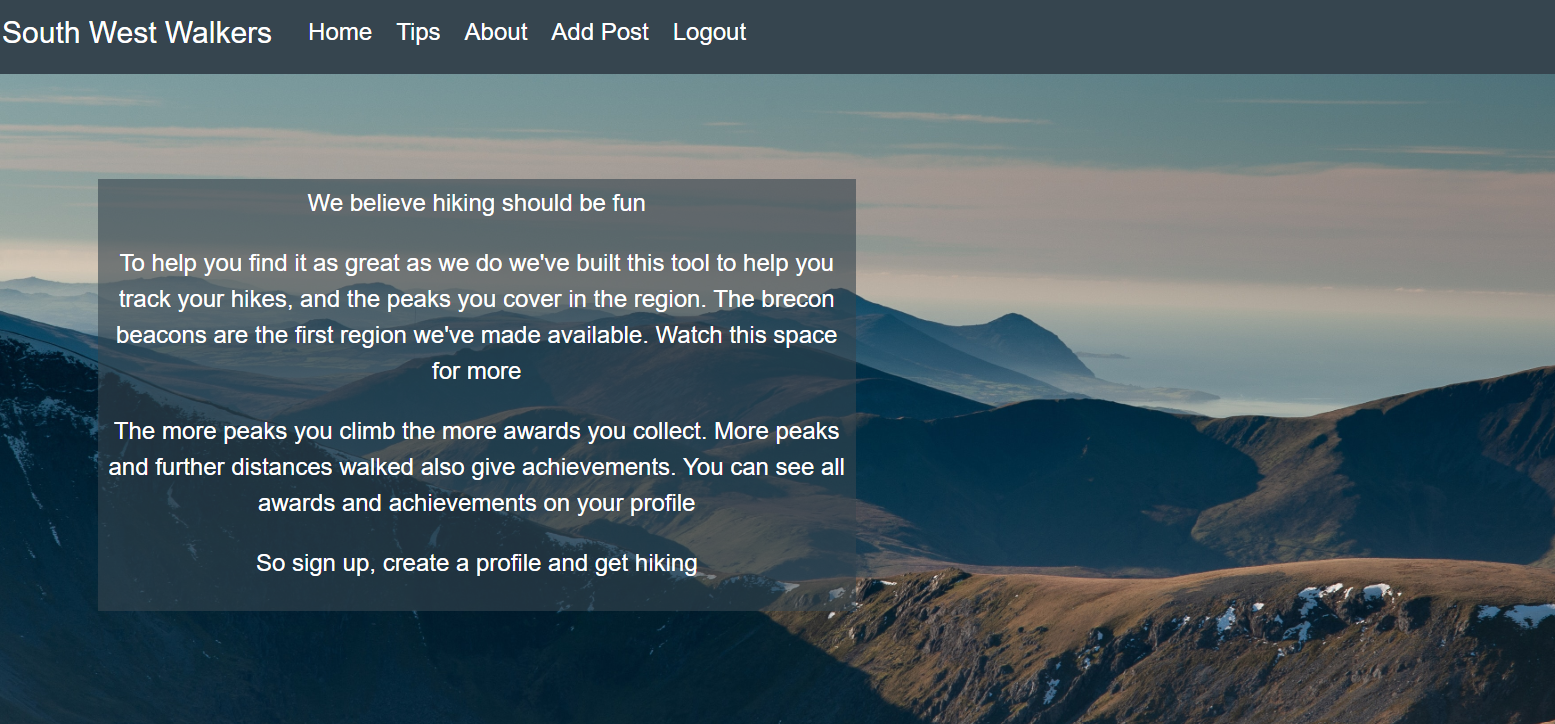 South West Walkers Home Tips About Add Post Logout
We believe hiking should be fun
To help you find it as great as we do we've built this tool to help you
track your hikes, and the peaks you cover in the region. The brecon
beacons are the first region we've made available. Watch this space
for more
The more peaks you climb the more awards you collect. More peaks
and further distances walked also give achievements. You can see all
awards and achievements on your profile
So sign up, create a profile and get hiking